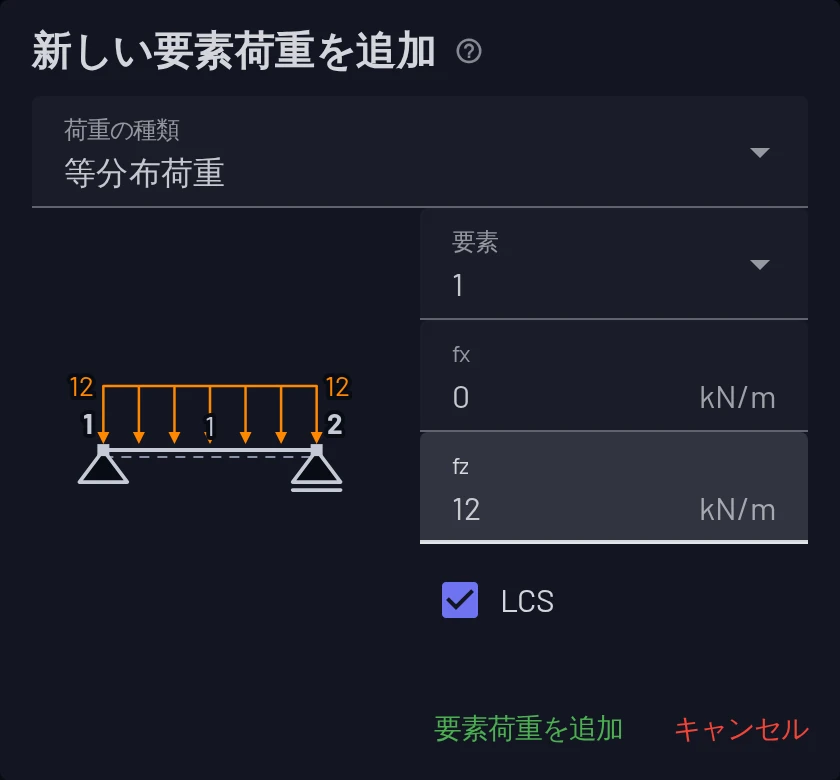 新しい要素荷重を追加 ?
荷重の種類
等分布荷重
要素
1
fx
0 kN/m
fz
12 kN/m
12 12
1 1 2
LCS
要素荷重を追加 キャンセル